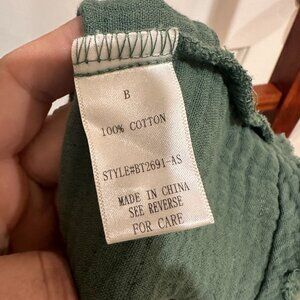 B
100% COTTON
STYLE#BT2691-AS
MADE IN CHINA
SEE REVERSE
FOR CARE